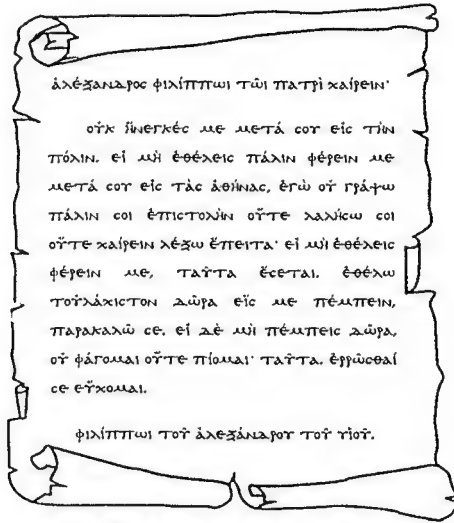 ἀλέξανδρος φιλίππωι τῶι πατρὶ χαίρειν·
οὐκ ἤνεγκές με μετά σου εἰς τὴν
πόλιν. εἰ μὴ ἐθέλεις πάλιν φέρειν με
μετά σου εἰς τὰς ἀθήνας, ἐγὼ οὐ γράψω
πάλιν σοι ἐπιστολὴν οὔτε λαλήσω σοι
οὔτε χαίρειν λέξω ἔπειτα· εἰ μὴ ἐθέλεις
φέρειν με, ταῦτα ἔσεται. ἐθέλω
τοὐλάχιστον δῶρα εἴς με πέμπειν,
παρακαλῶ σε. εἰ δὲ μὴ πέμπεις δῶρα,
οὐ φάγομαι οὔτε πίομαι· ταῦτα. ἐρρῶσθαί
σε εὔχομαι.
φιλίππωι τοῦ ἀλεξάνδρου τοῦ υἱοῦ.